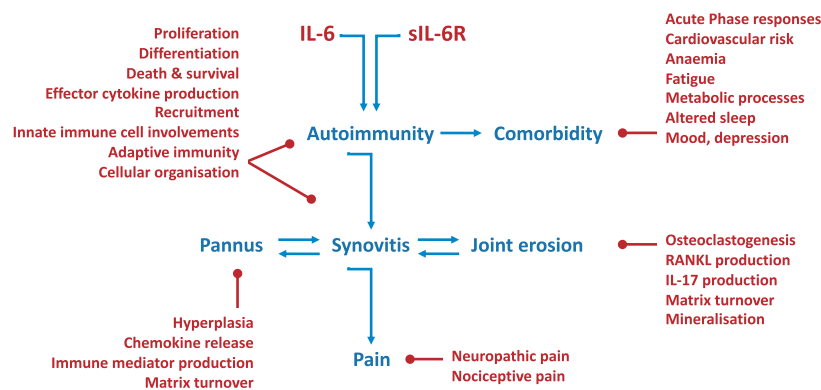 Proliferation
Differentiation
Death & survival
Effector cytokine production
Recruitment
Innate immune cell involvements
Adaptive immunity
Cellular organisation
IL-6
sIL-6R
Acute Phase responses
Cardiovascular risk
Anaemia
Fatigue
Metabolic processes
Altered sleep
Mood, depression
Autoimmunity
Comorbidity
Pannus
Synovitis
Joint erosion
Osteoclastogenesis
RANKL production
IL-17 production
Matrix turnover
Mineralisation
Hyperplasia
Chemokine release
Immune mediator production
Matrix turnover
Pain
Neuropathic pain
Nociceptive pain